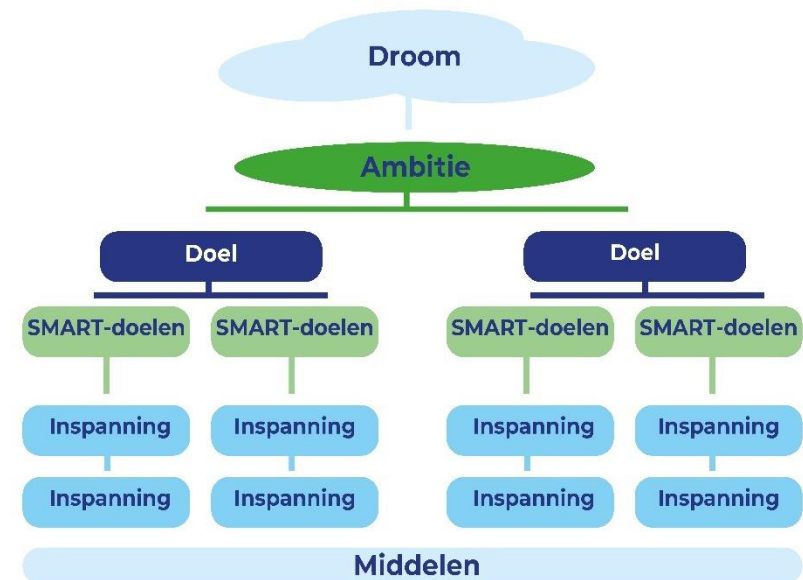 Droom
Ambitie
Doel Doel
SMART-doelen SMART-doelen SMART-doelen SMART-doelen
Inspanning Inspanning Inspanning Inspanning
Inspanning Inspanning Inspanning Inspanning
Middelen